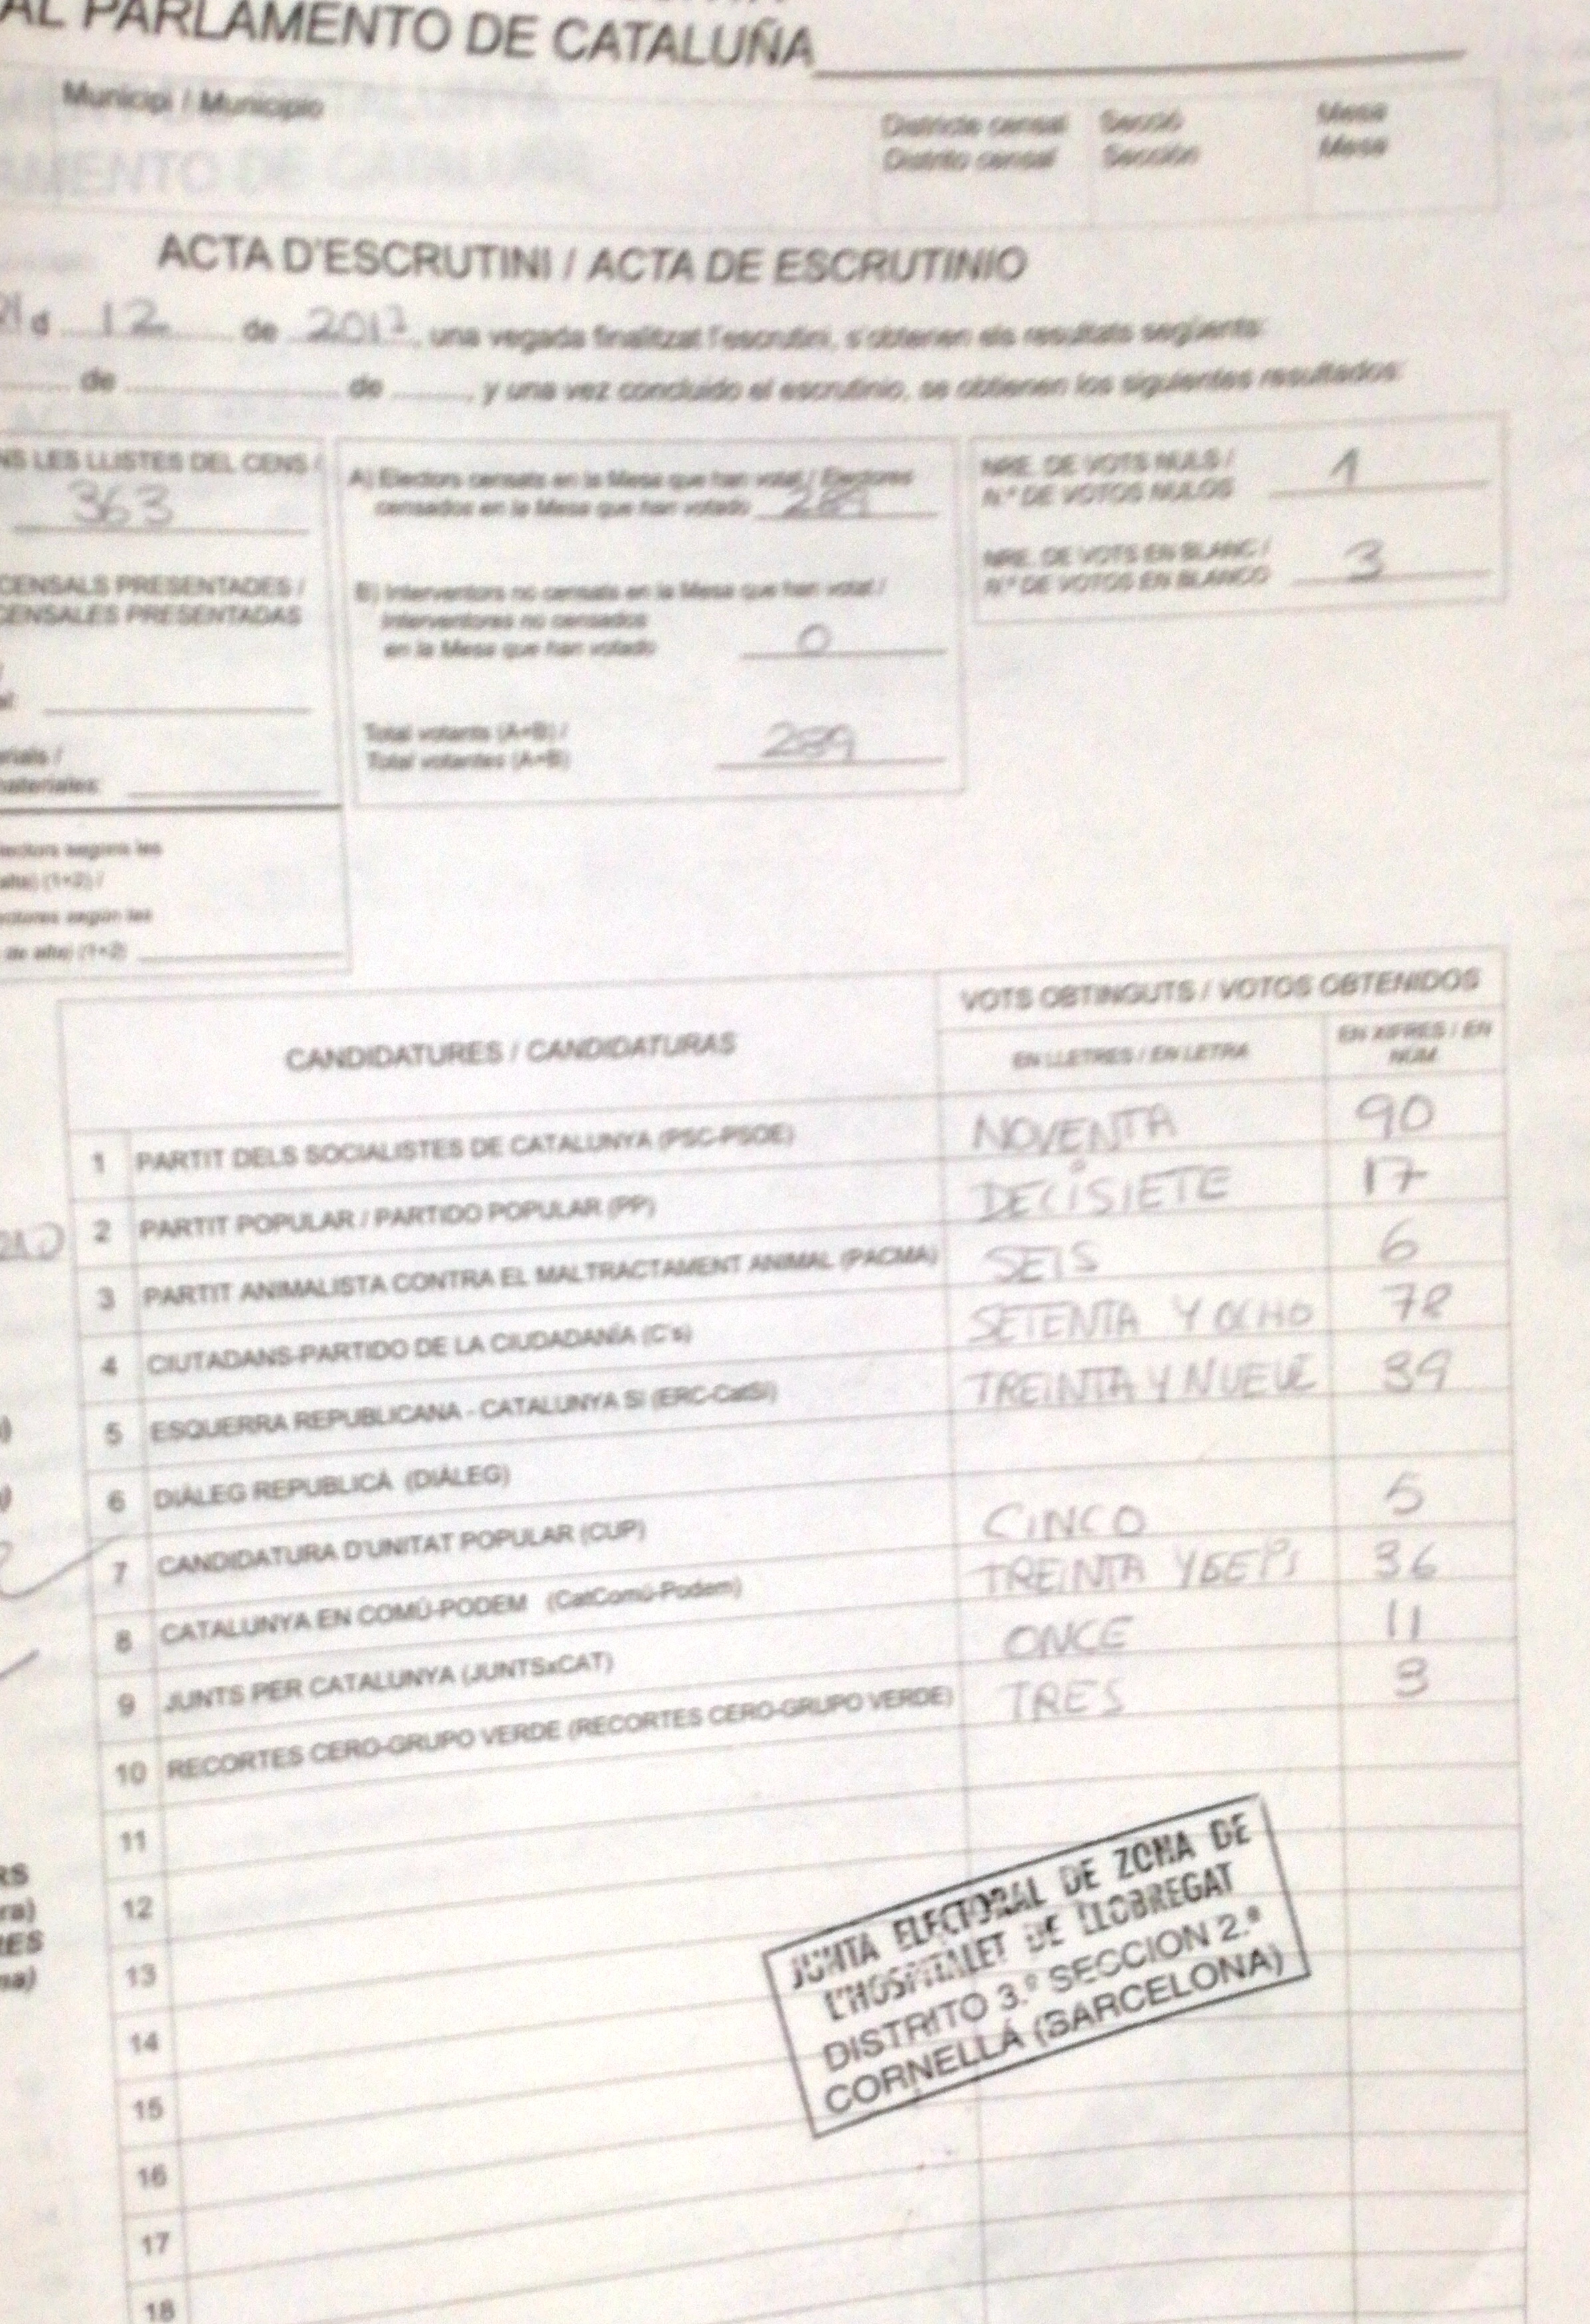 AL PARLAMENTO DE CATALUÑA
Municipi / Municipio
Districte censal Secció Mesa
Distrito censal Sección Mesa
ACTA D'ESCRUTINI / ACTA DE ESCRUTINIO
d 12 de 2017, una vegada finalitzat l'escrutini, s'obtenen els resultats següents:
de de , y una vez concluido el escrutinio, se obtienen los siguientes resultados:
NS LES LLISTES DEL CENS /
363
CENSALS PRESENTADES /
CENSALES PRESENTADAS
erials /
materiales:
lectors segons les
alta) (1+2) /
ectores según las
de alta) (1+2)
A) Electors censats en la Mesa que han votat / Electores
censados en la Mesa que han votado 289
B) Interventors no censats en la Mesa que han votat /
Interventores no censados
en la Mesa que han votado 0
Total votants (A+B) /
Total votantes (A+B) 289
NRE. DE VOTS NULS /
N.º DE VOTOS NULOS 1
NRE. DE VOTS EN BLANC /
N.º DE VOTOS EN BLANCO 3
CANDIDATURES / CANDIDATURAS
VOTS OBTINGUTS / VOTOS OBTENIDOS
EN LLETRES / EN LETRA
EN XIFRES / EN
NÚM.
1 PARTIT DELS SOCIALISTES DE CATALUNYA (PSC-PSOE) NOVENTA 90
2 PARTIT POPULAR / PARTIDO POPULAR (PP) DECISIETE 17
3 PARTIT ANIMALISTA CONTRA EL MALTRACTAMENT ANIMAL (PACMA) SEIS 6
4 CIUTADANS-PARTIDO DE LA CIUDADANÍA (C's) SETENTA Y OCHO 78
5 ESQUERRA REPUBLICANA - CATALUNYA SI (ERC-CatSí) TREINTA Y NUEVE 39
6 DIÀLEG REPUBLICÀ (DIÀLEG)
7 CANDIDATURA D'UNITAT POPULAR (CUP) CINCO 5
8 CATALUNYA EN COMÚ-PODEM (CatComú-Podem) TREINTA Y SEIS 36
9 JUNTS PER CATALUNYA (JUNTSxCAT) ONCE 11
10 RECORTES CERO-GRUPO VERDE (RECORTES CERO-GRUPO VERDE) TRES 3
11
12
13
14
15
16
17
18
RS
ra)
RES
na)
JUNTA ELECTORAL DE ZONA DE
L'HOSPITALET DE LLOBREGAT
DISTRITO 3.º SECCION 2.ª
CORNELLÁ (BARCELONA)